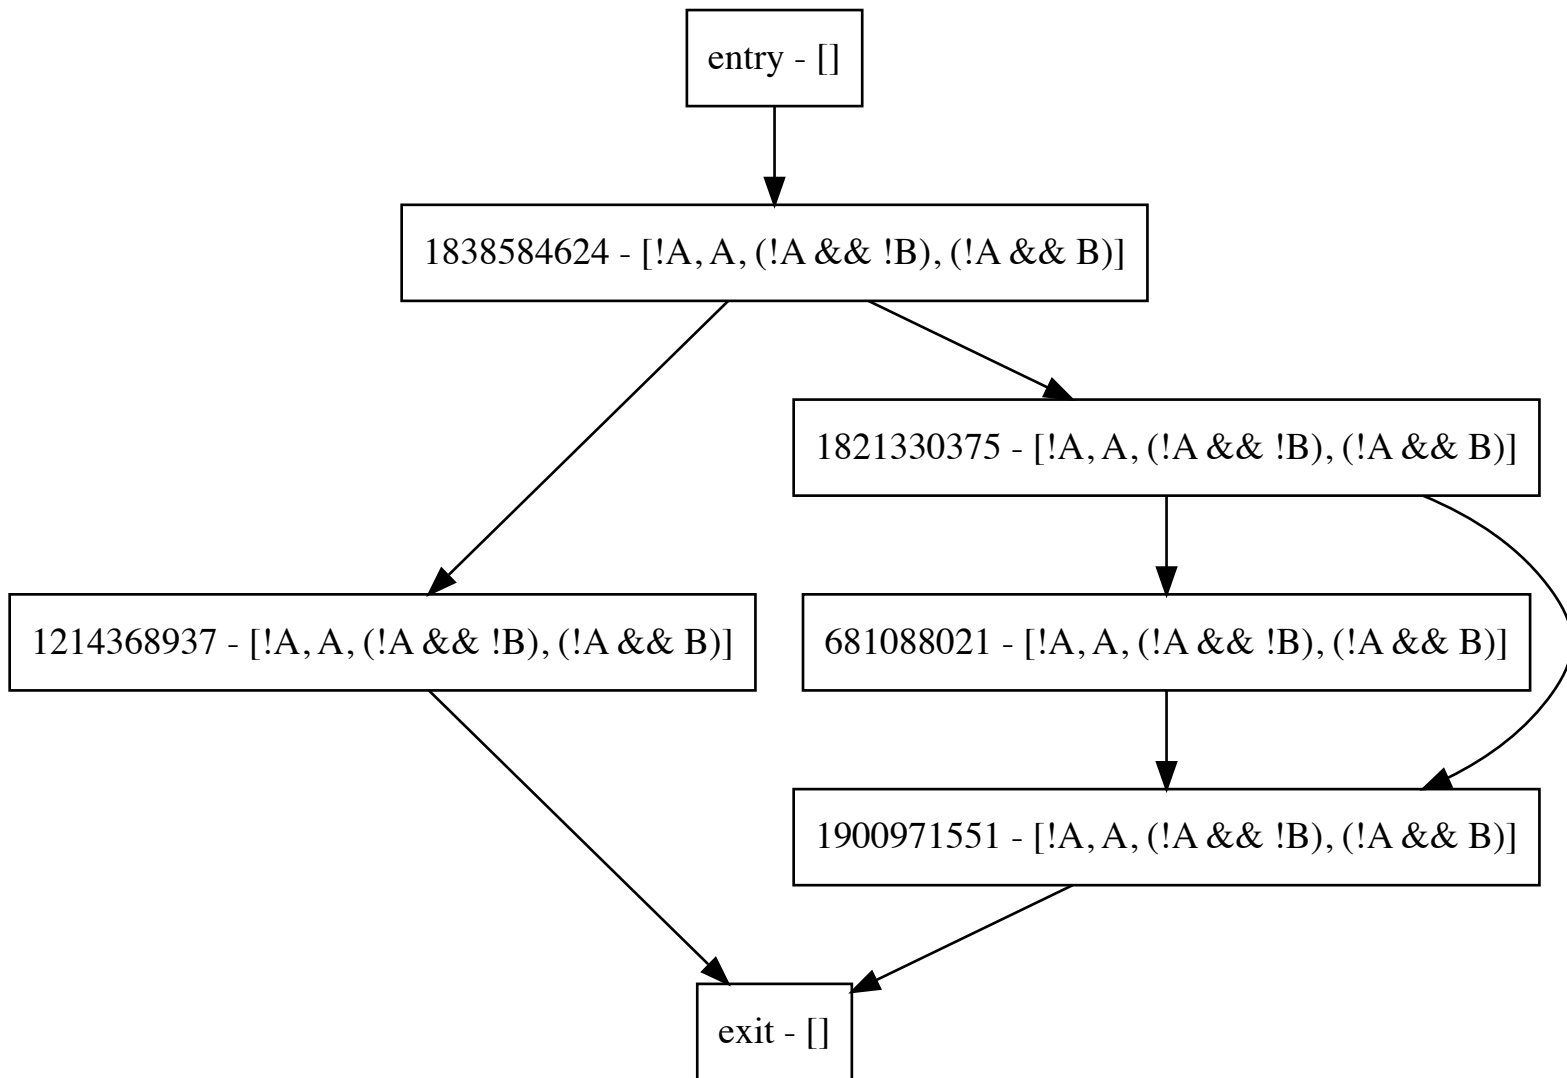 entry - []
1838584624 - [!A, A, (!A && !B), (!A && B)]
1821330375 - [!A, A, (!A && !B), (!A && B)]
1214368937 - [!A, A, (!A && !B), (!A && B)]
681088021 - [!A, A, (!A && !B), (!A && B)]
1900971551 - [!A, A, (!A && !B), (!A && B)]
exit - []